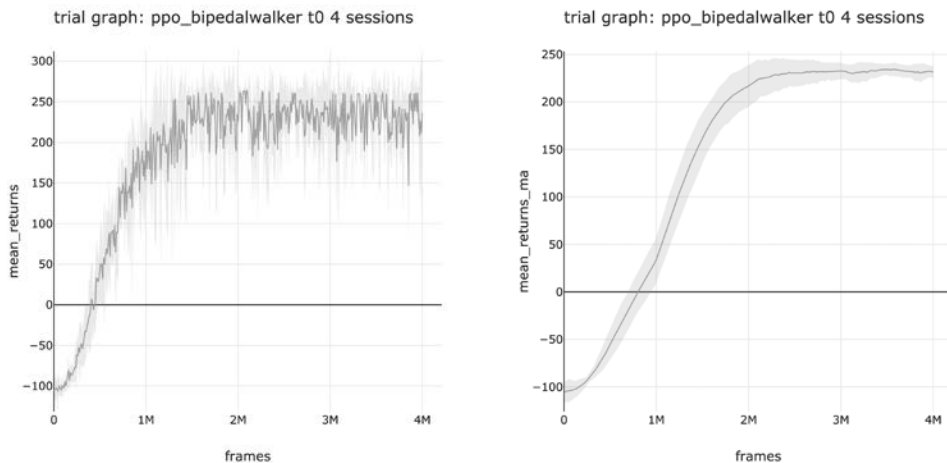 trial graph: ppo_bipedalwalker t0 4 sessions
300
250
200
150
100
50
0
−100
mean_returns
0
1M
2M
3M
4M
frames
trial graph: ppo_bipedalwalker t0 4 sessions
250
200
150
100
50
0
−50
−100
mean_returns_ma
0
1M
2M
3M
4M
frames